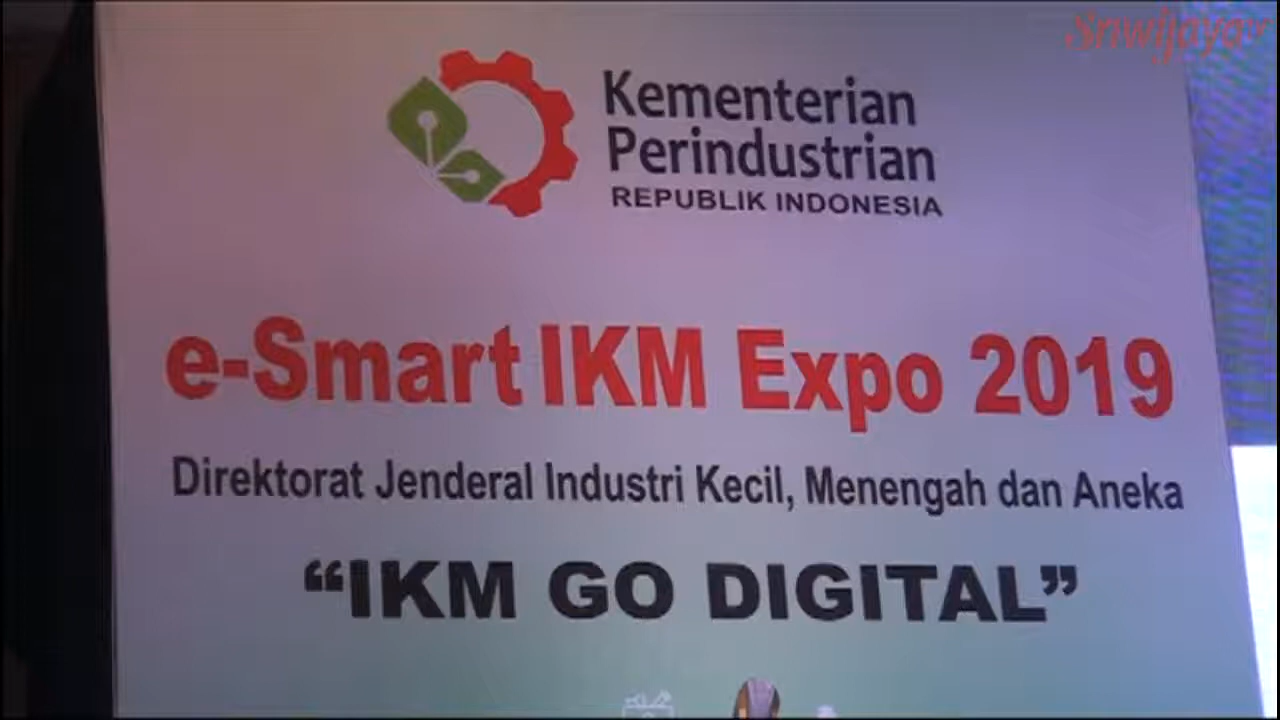 Sriwijaya
Kementerian
Perindustrian
REPUBLIK INDONESIA
e-Smart IKM Expo 2019
Direktorat Jenderal Industri Kecil, Menengah dan Aneka
“IKM GO DIGITAL”